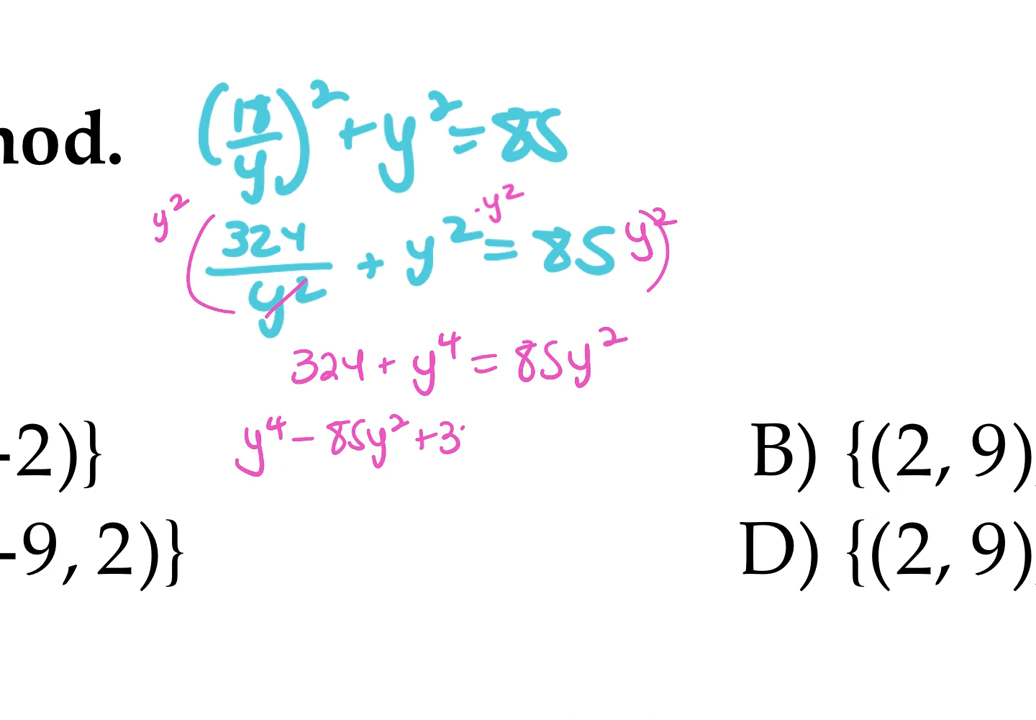 nod.
(18/y)² + y² = 85
y² (324/y² + y² ·y² = 85 y²)
324 + y⁴ = 85y²
y⁴ - 85y² + 3
-2)} B) {(2, 9)
-9, 2)} D) {(2, 9)